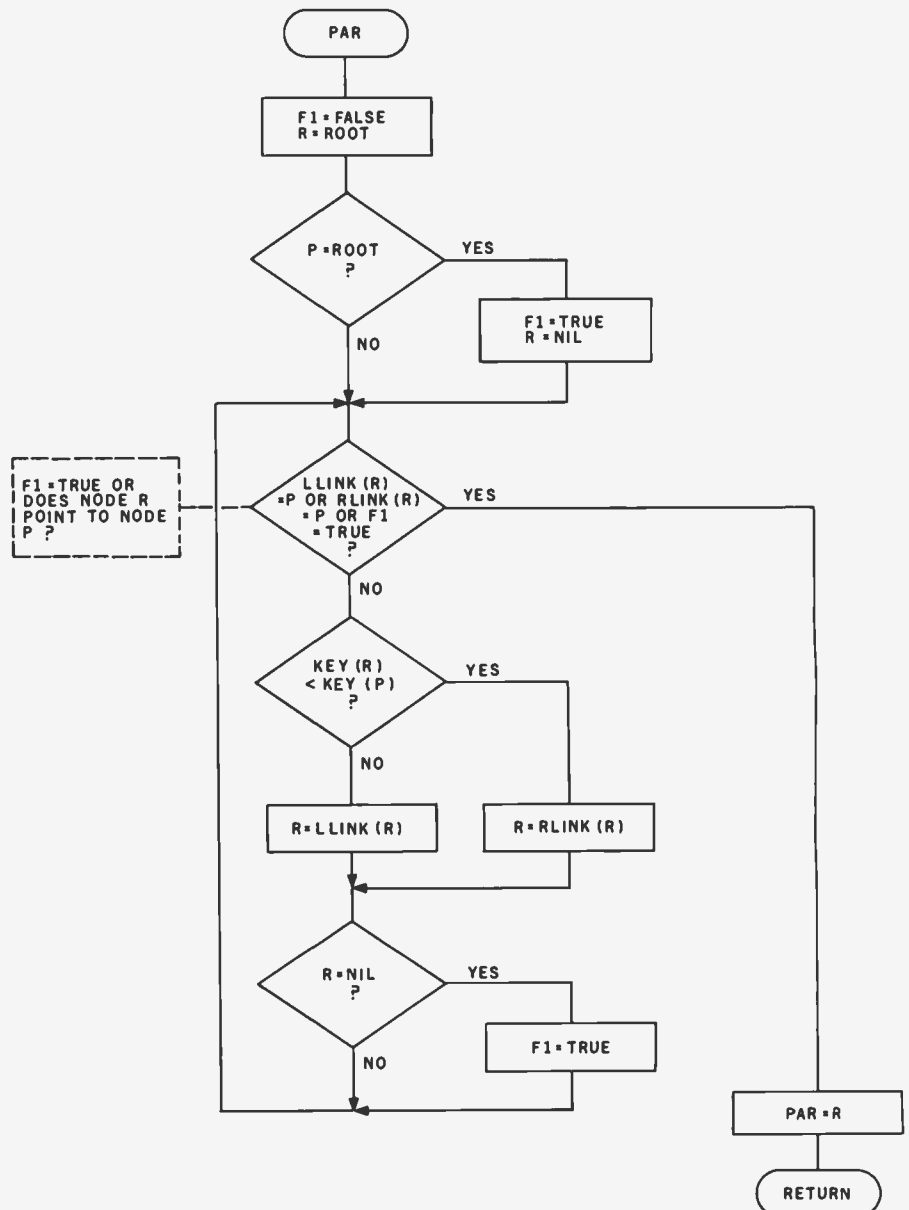 PAR
F1=FALSE
R=ROOT
P=ROOT
?
YES
NO
F1=TRUE
R=NIL
F1=TRUE OR
DOES NODE R
POINT TO NODE
P ?
LLINK(R)
=P OR RLINK(R)
=P OR F1
=TRUE
?
YES
NO
KEY(R)
< KEY(P)
?
YES
NO
R=LLINK(R)
R=RLINK(R)
R=NIL
?
YES
NO
F1=TRUE
PAR=R
RETURN